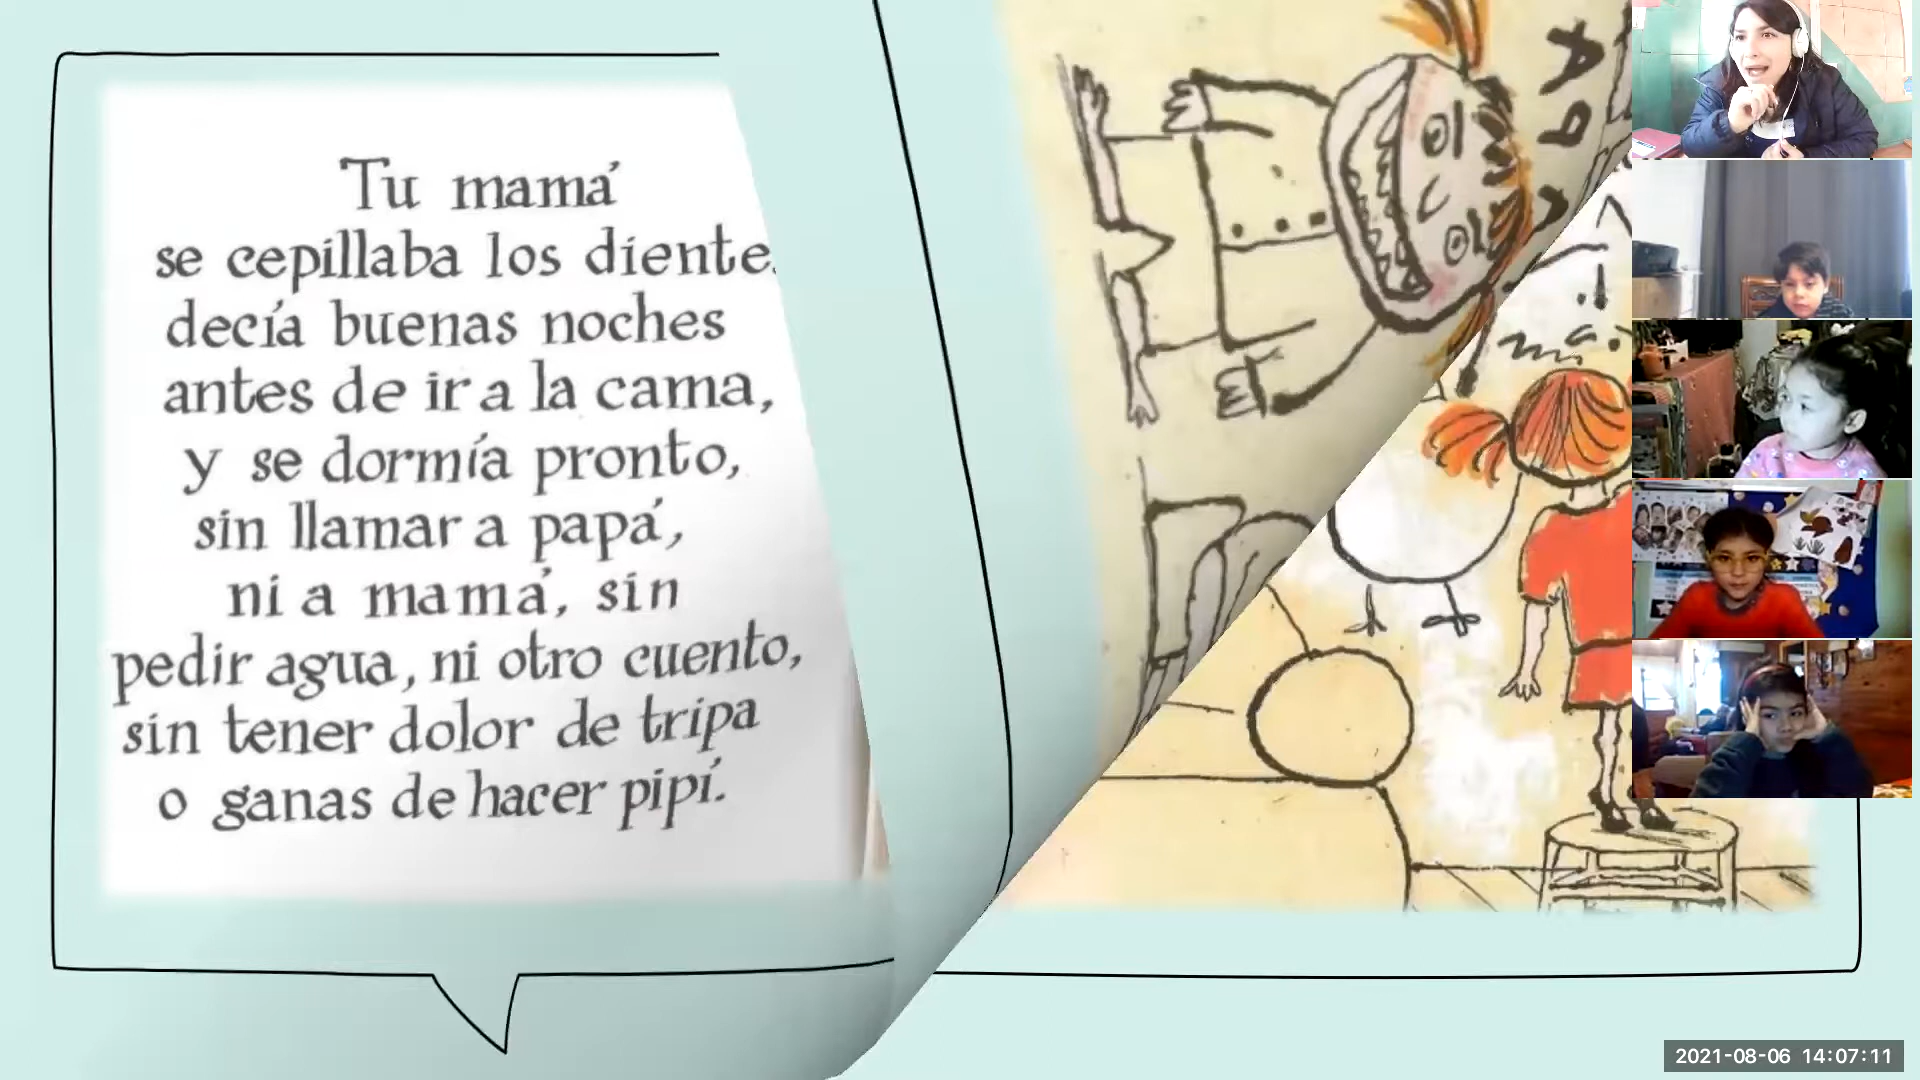 Tu mamá
se cepillaba los diente
decía buenas noches
antes de ir a la cama,
y se dormía pronto,
sin llamar a papá,
ni a mamá, sin
pedir agua, ni otro cuento,
sin tener dolor de tripa
o ganas de hacer pipí.
2021-08-06 14:07:11